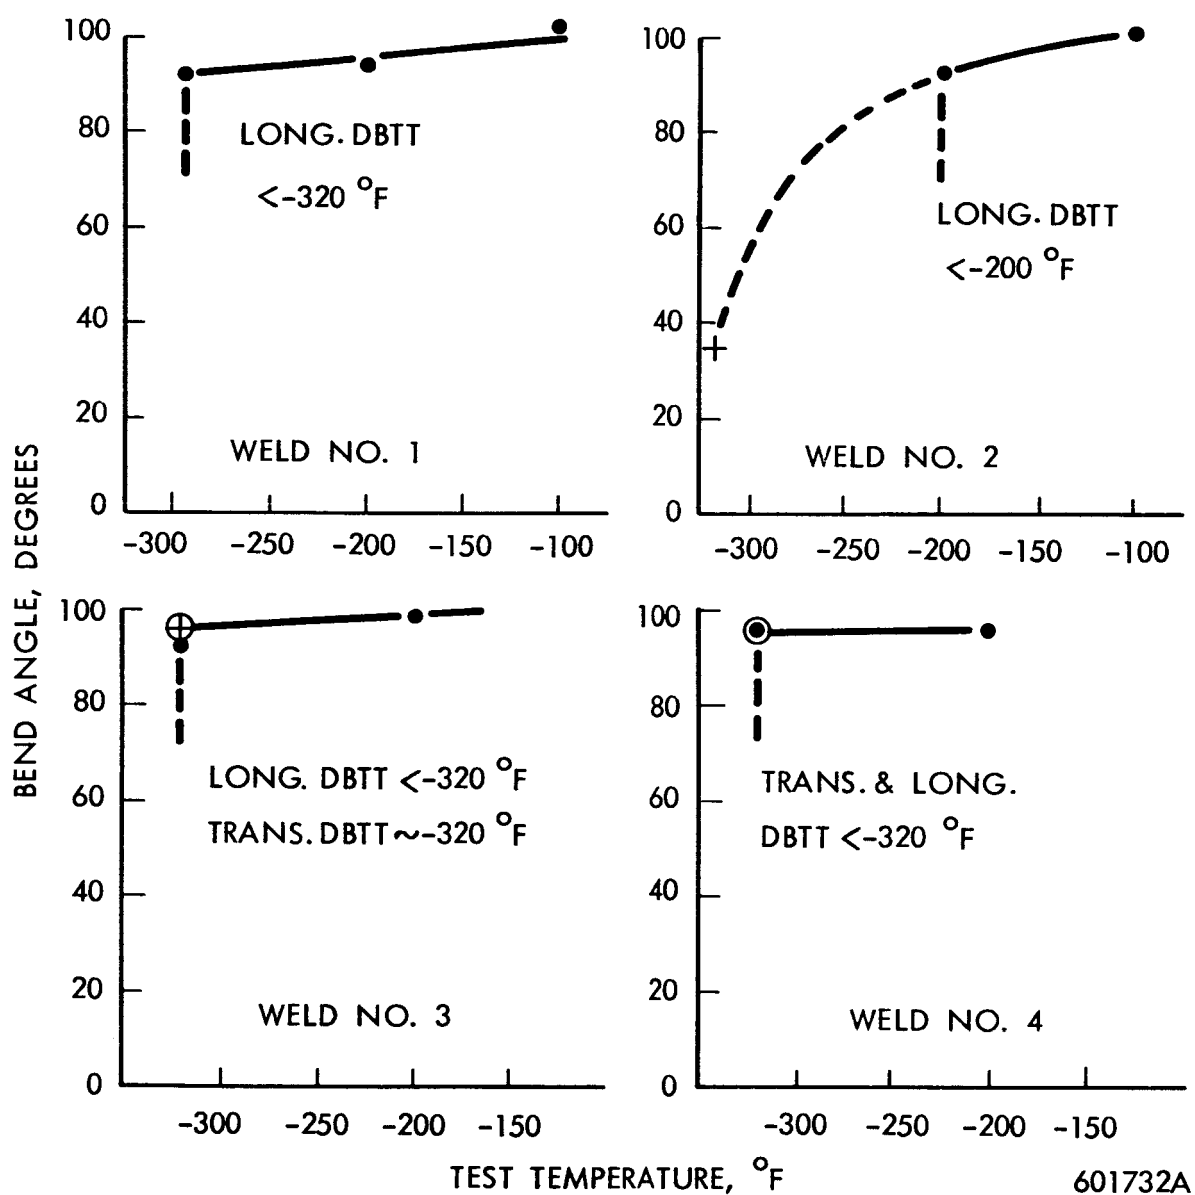 100
80
60
40
20
0
LONG. DBTT
<-320 °F
WELD NO. 1
-300 -250 -200 -150 -100
100
80
60
40
20
0
LONG. DBTT
<-200 °F
WELD NO. 2
-300 -250 -200 -150 -100
BEND ANGLE, DEGREES
100
80
60
40
20
0
LONG. DBTT <-320 °F
TRANS. DBTT ~-320 °F
WELD NO. 3
-300 -250 -200 -150
100
80
60
40
20
0
TRANS. & LONG.
DBTT <-320 °F
WELD NO. 4
-300 -250 -200 -150
TEST TEMPERATURE, °F
601732A